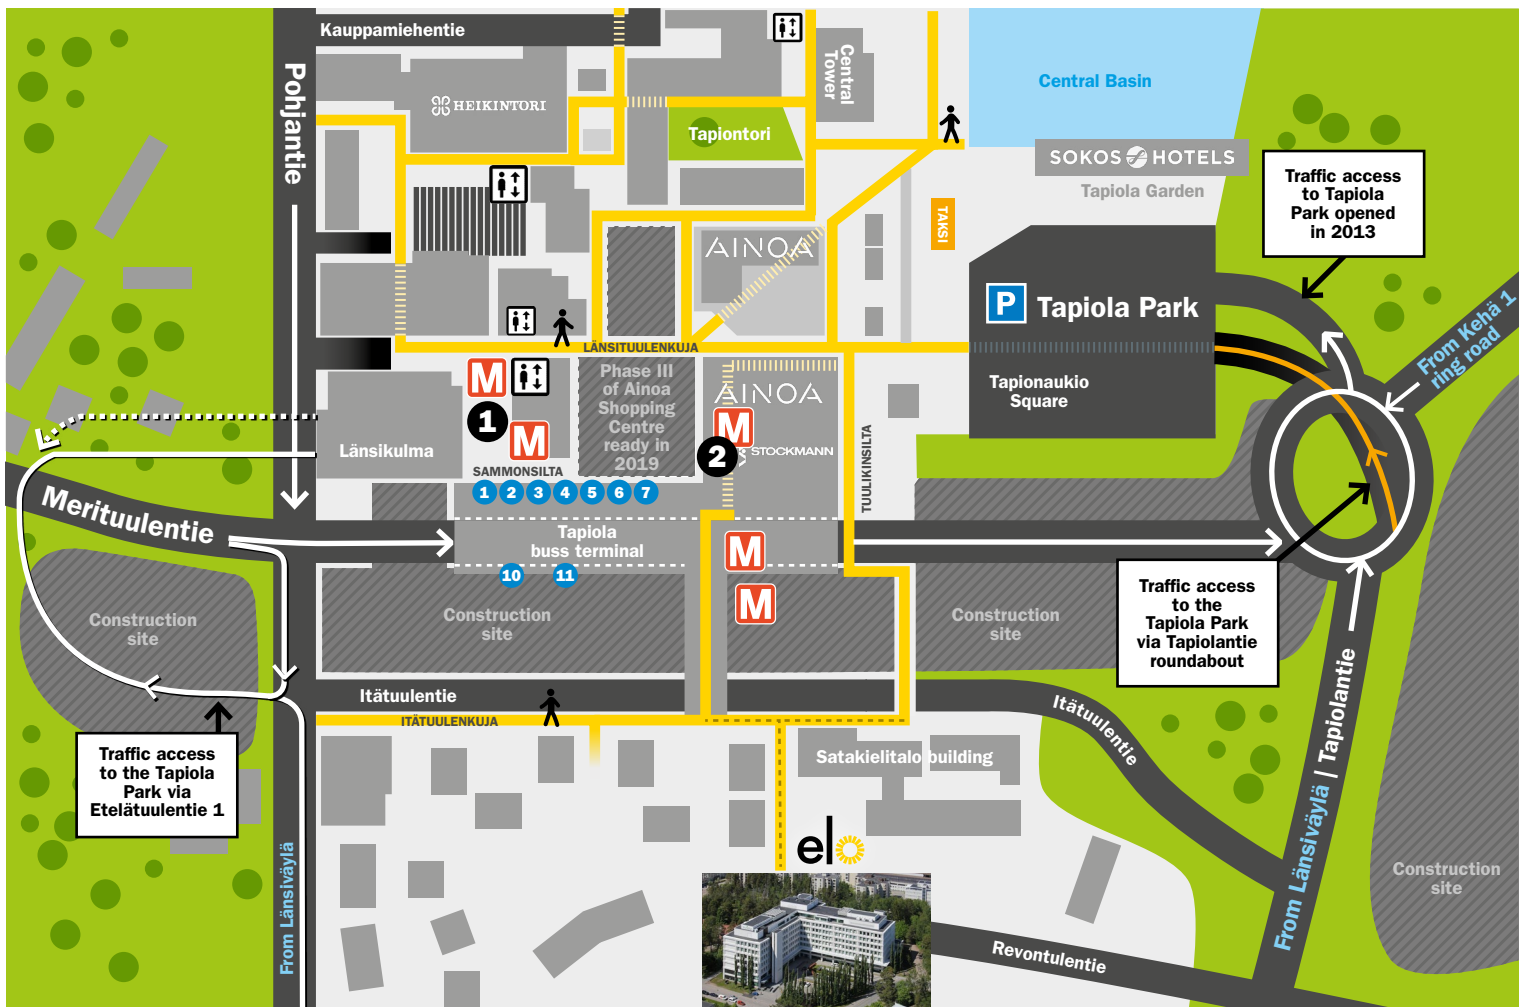 Kauppamiehentie
Pohjantie
HEIKINTORI
Central
Tower
Central Basin
Tapiontori
SOKOS HOTELS
Tapiola Garden
TAKSI
Traffic access
to Tapiola
Park opened
in 2013
AINOA
P Tapiola Park
From Kehä 1
ring road
LÄNSITUULENKUJA
Tapionaukio
Square
M
Phase III
of Ainoa
Shopping
Centre
ready in
2019
AINOA
1
M
M
2
STOCKMANN
Länsikulma
SAMMONSILTA
TUULIKINSILTA
1 2 3 4 5 6 7
Merituulentie
Tapiola
buss terminal
M
10 11
M
Construction
site
Construction
site
Construction
site
Traffic access
to the
Tapiola Park
via Tapiolantie
roundabout
Itätuulentie
ITÄTUULENKUJA
Itätuulentie
From Länsiväylä | Tapiolantie
Traffic access
to the Tapiola
Park via
Etelätuulentie 1
Satakielitalo building
elo
From Länsiväylä
Construction
site
Revontulentie